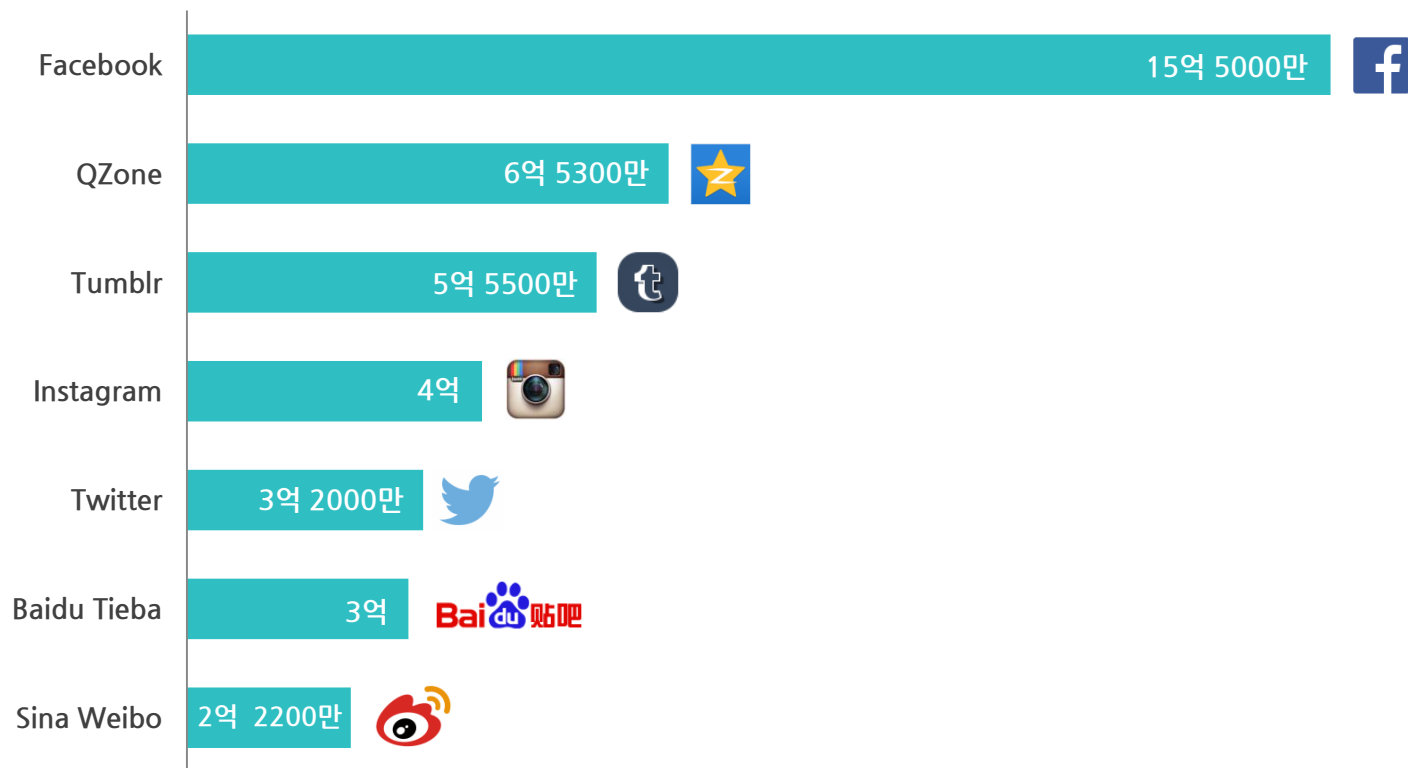 Facebook 15억 5000만 f
QZone 6억 5300만 Z
Tumblr 5억 5500만 t
Instagram 4억
Twitter 3억 2000만
Baidu Tieba 3억 Bai du 贴吧
Sina Weibo 2억 2200만